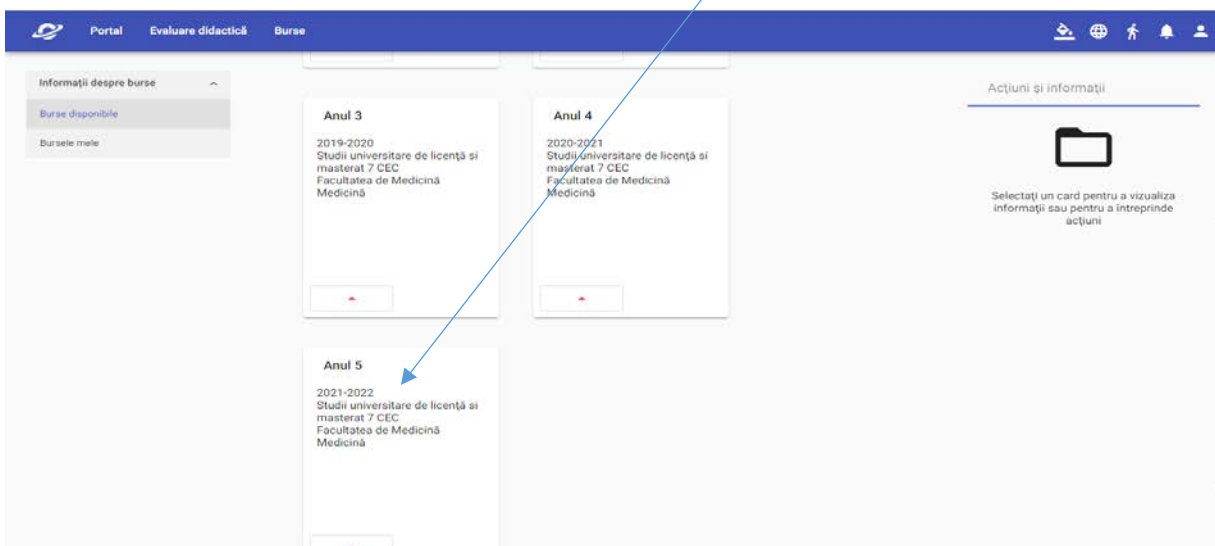 Portal Evaluare didactică Burse
Informații despre burse
Burse disponibile
Bursele mele
Anul 3
2019-2020
Studii universitare de licenţă si
masterat 7 CEC
Facultatea de Medicină
Medicină
Anul 4
2020-2021
Studii universitare de licenţă si
masterat 7 CEC
Facultatea de Medicină
Medicină
Anul 5
2021-2022
Studii universitare de licenţă si
masterat 7 CEC
Facultatea de Medicină
Medicină
Acțiuni și informații
Selectați un card pentru a vizualiza
informații sau pentru a întreprinde
acțiuni